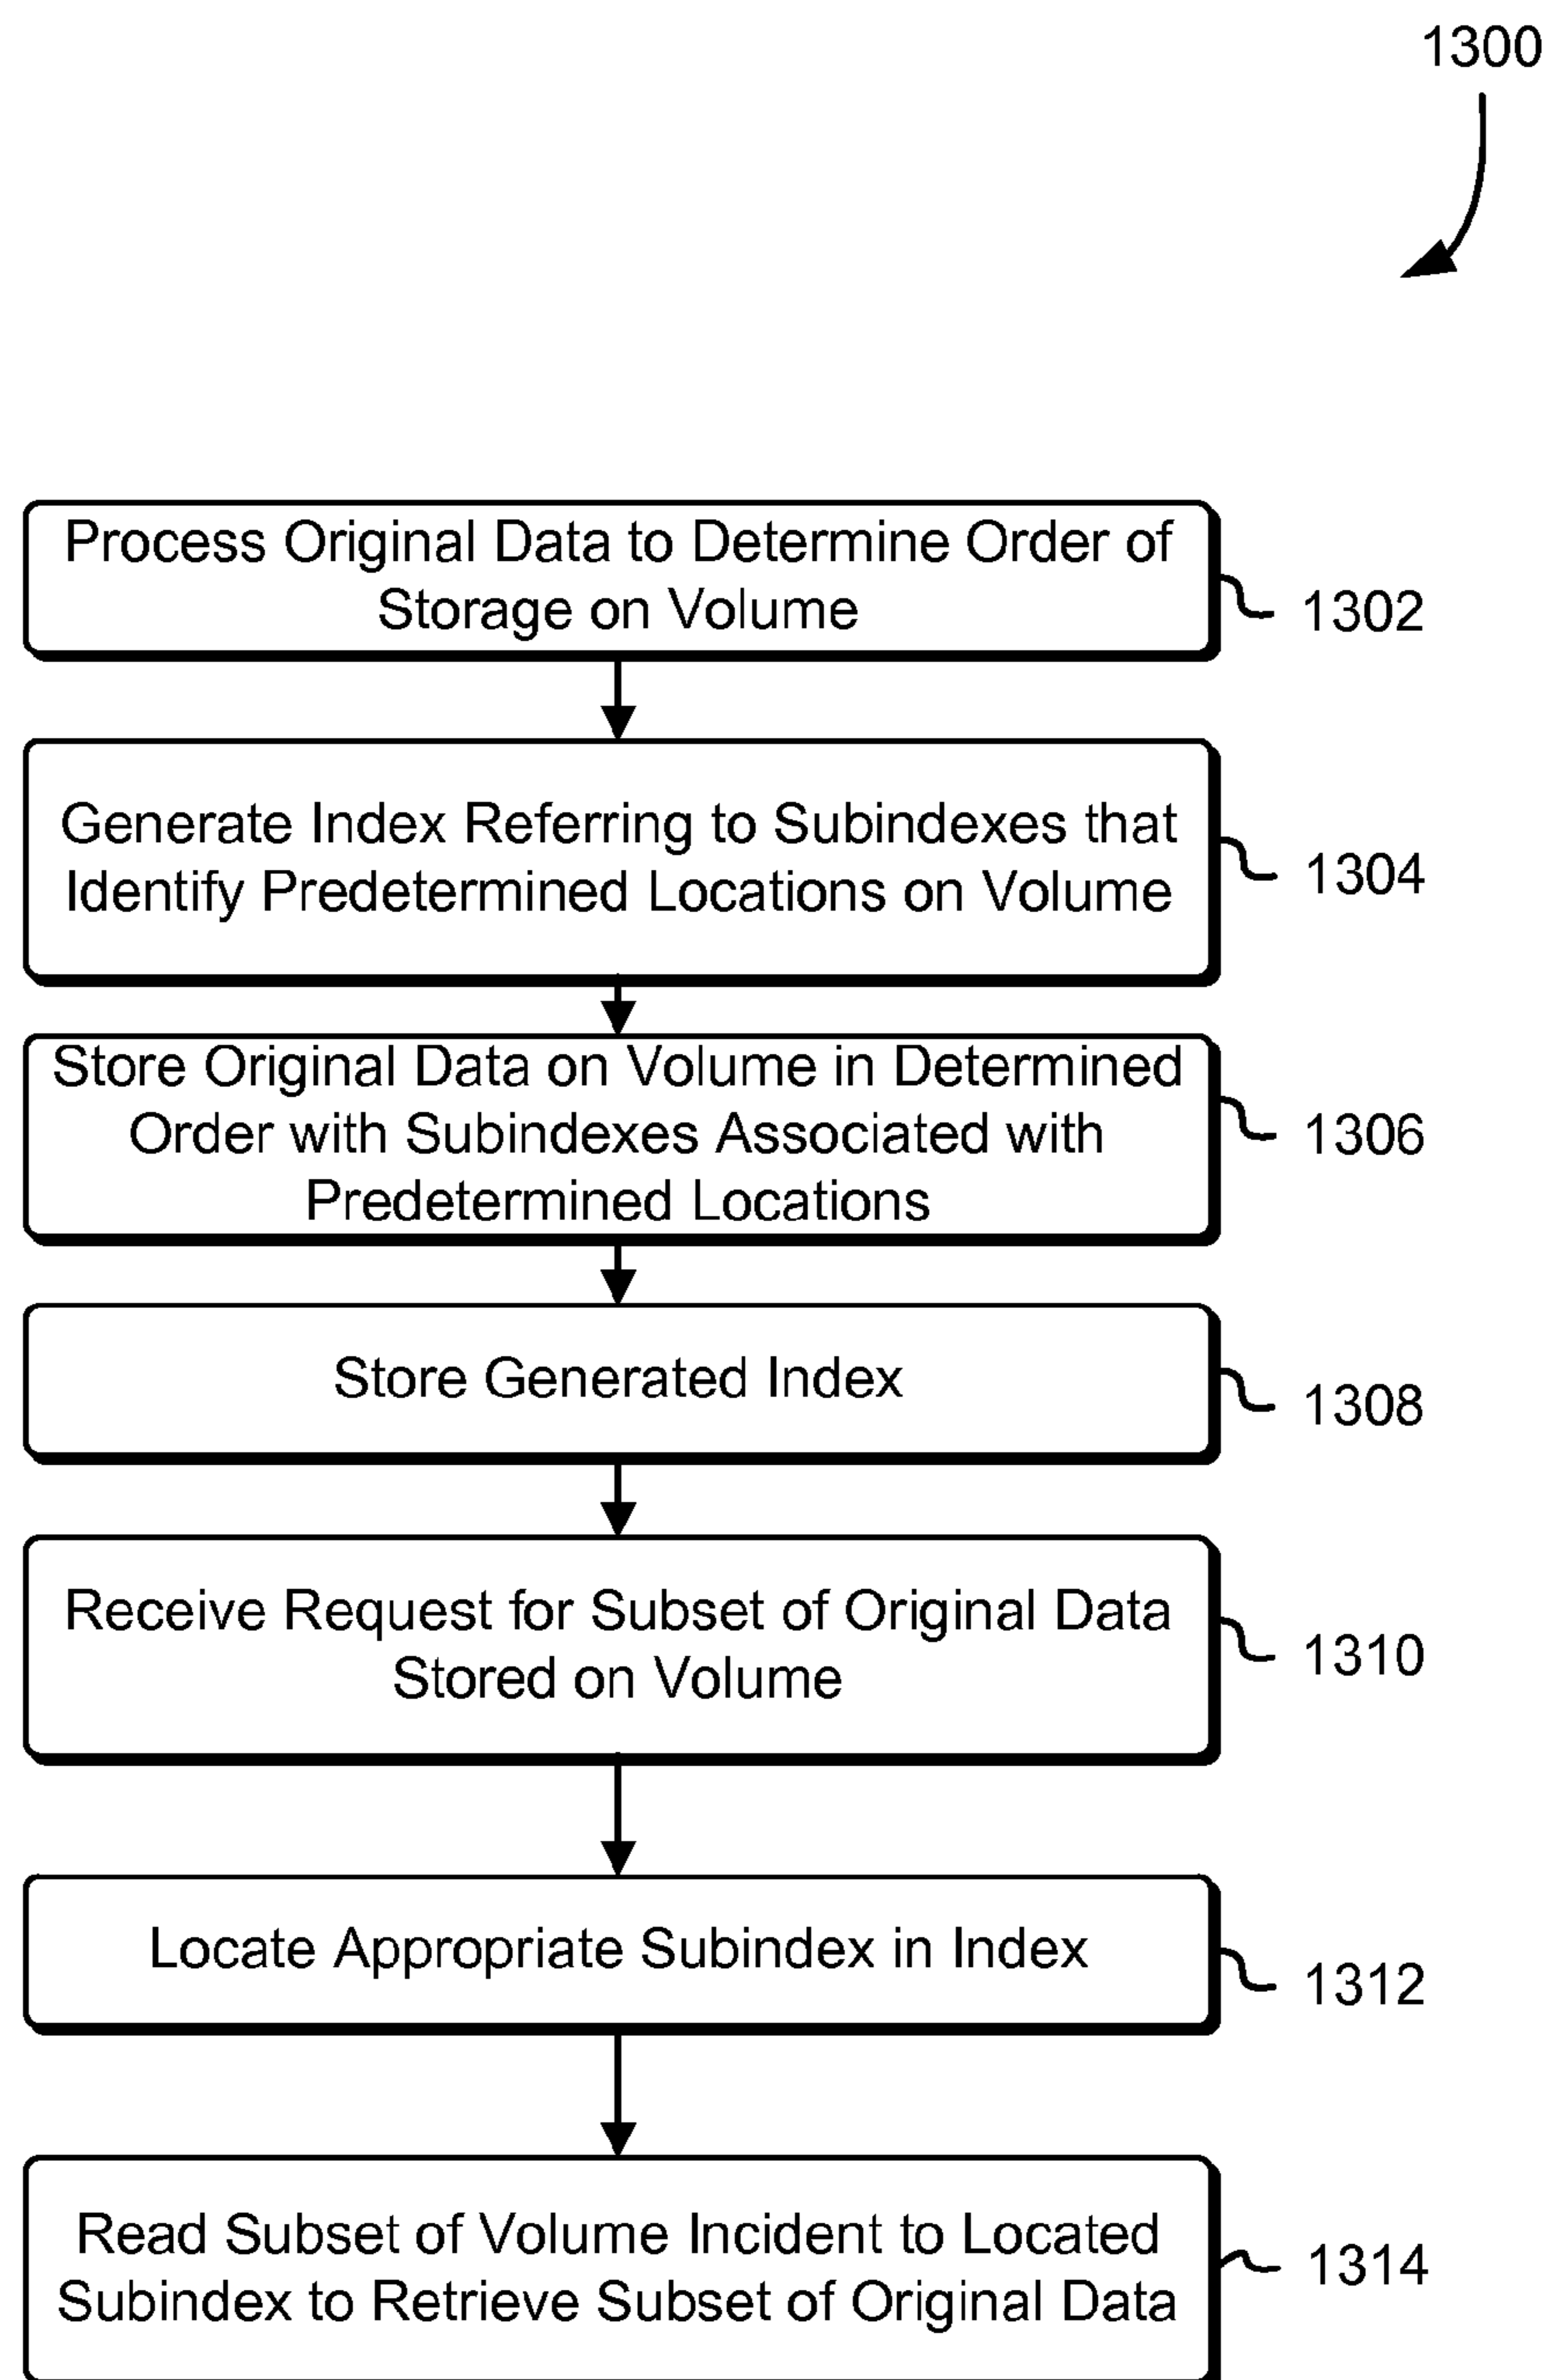 1300
Process Original Data to Determine Order of
Storage on Volume
1302
Generate Index Referring to Subindexes that
Identify Predetermined Locations on Volume
1304
Store Original Data on Volume in Determined
Order with Subindexes Associated with
Predetermined Locations
1306
Store Generated Index
1308
Receive Request for Subset of Original Data
Stored on Volume
1310
Locate Appropriate Subindex in Index
1312
Read Subset of Volume Incident to Located
Subindex to Retrieve Subset of Original Data
1314